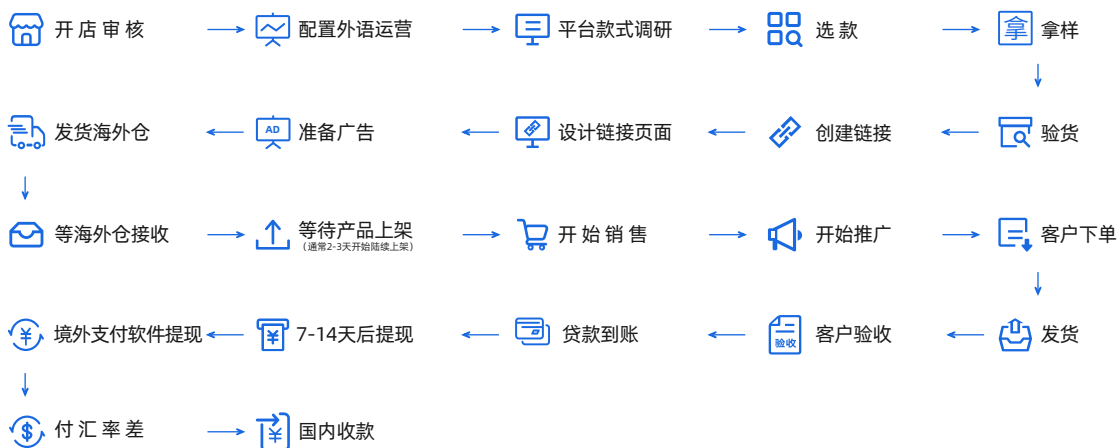 开店审核
配置外语运营
平台款式调研
选款
拿
拿样
验货
创建链接
设计链接页面
AD
准备广告
发货海外仓
等海外仓接收
等待产品上架
（通常2-3天开始陆续上架）
开始销售
开始推广
客户下单
发货
验收
客户验收
贷款到账
7-14天后提现
境外支付软件提现
付汇率差
国内收款